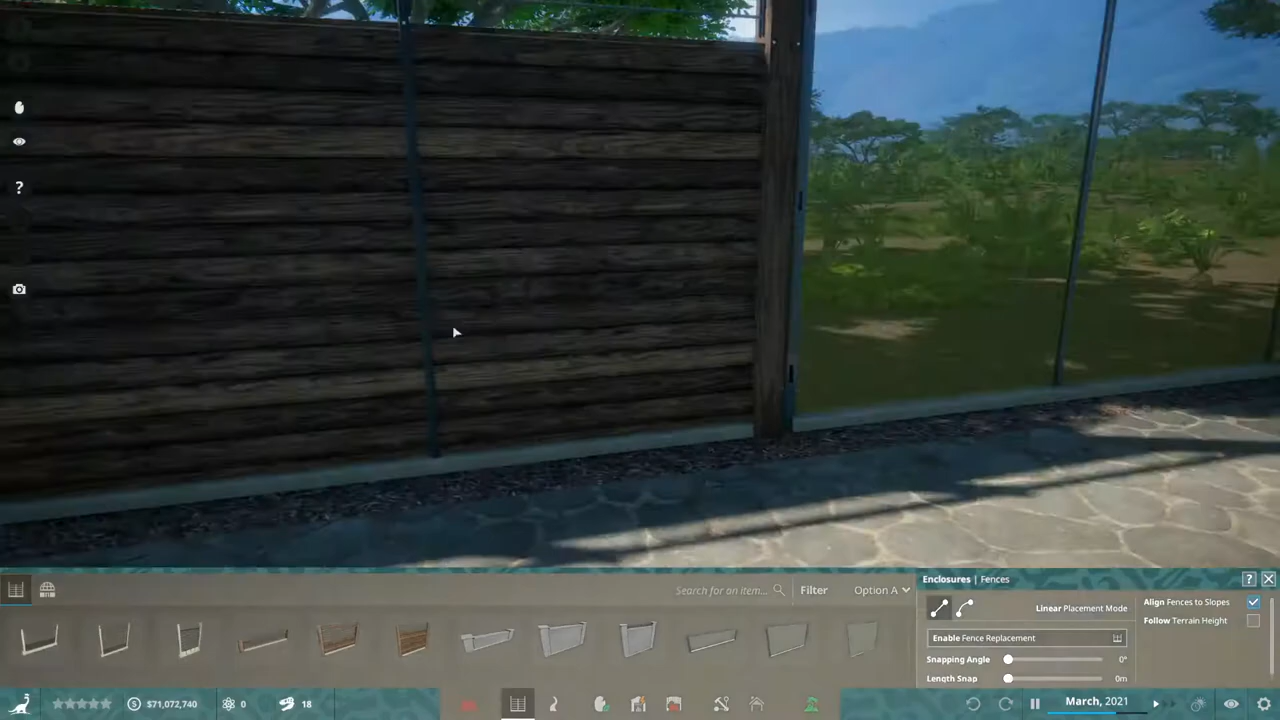 ?
Search for an item...
Filter
Option A
Enclosures | Fences
?
Linear Placement Mode
Enable Fence Replacement
Snapping Angle
0°
Length Snap
0m
Align Fences to Slopes
Follow Terrain Height
$71,072,740
0
18
March, 2021